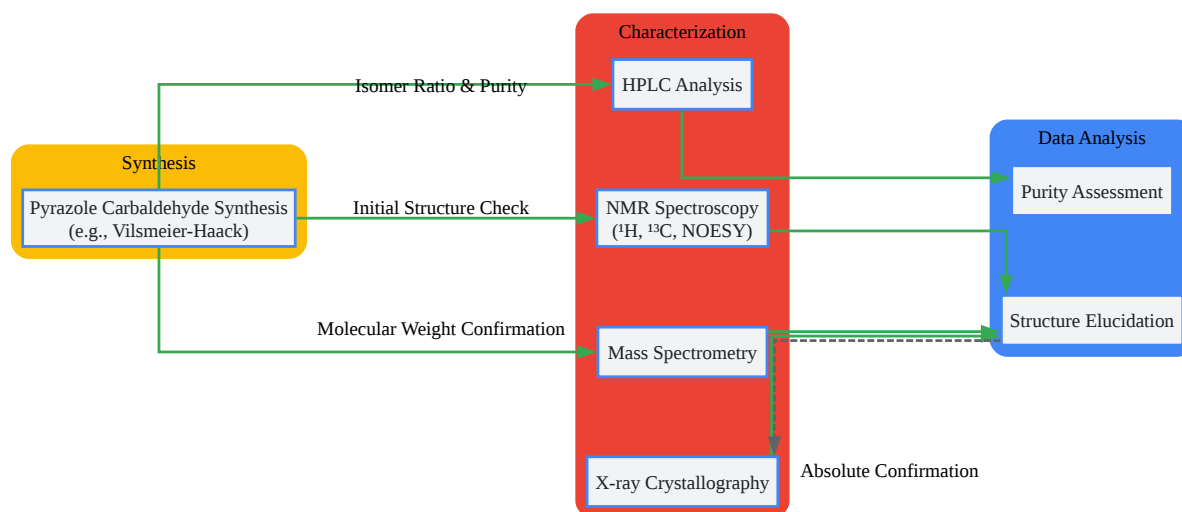 Characterization
Isomer Ratio & Purity
HPLC Analysis
Synthesis
Pyrazole Carbaldehyde Synthesis
(e.g., Vilsmeier-Haack)
Initial Structure Check
NMR Spectroscopy
(¹H, ¹³C, NOESY)
Data Analysis
Purity Assessment
Molecular Weight Confirmation
Mass Spectrometry
Structure Elucidation
X-ray Crystallography
Absolute Confirmation